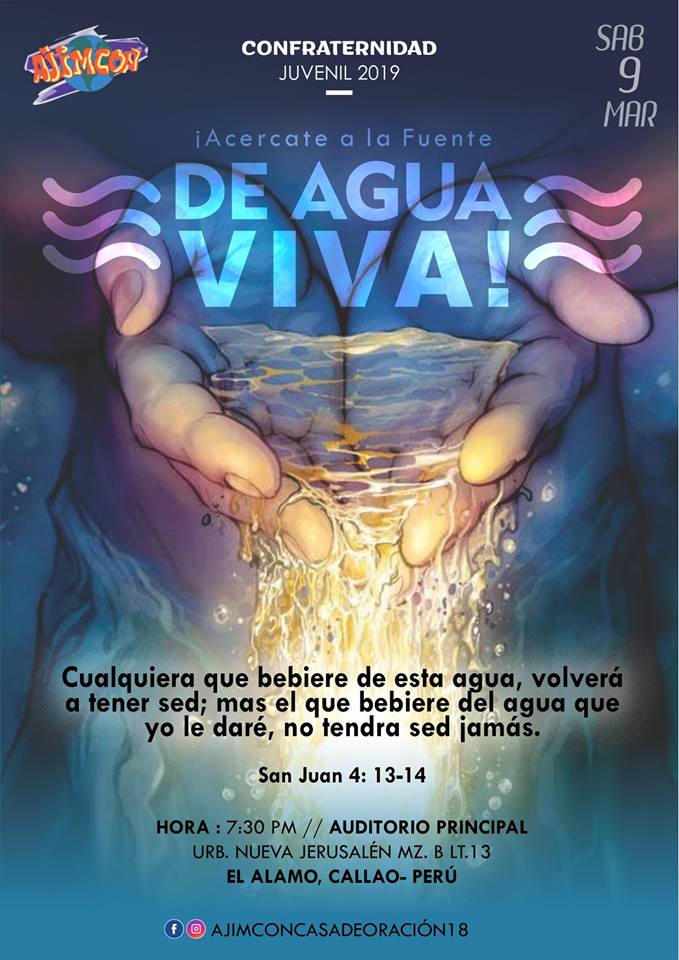 AJIMCON
CONFRATERNIDAD
JUVENIL 2019
SAB
9
MAR
¡Acercate a la Fuente
DE AGUA
VIVA!
Cualquiera que bebiere de esta agua, volverá
a tener sed; mas el que bebiere del agua que
yo le daré, no tendra sed jamás.
San Juan 4: 13-14
HORA : 7:30 PM // AUDITORIO PRINCIPAL
URB. NUEVA JERUSALÉN MZ. B LT.13
EL ALAMO, CALLAO- PERÚ
AJIMCONCASADEORACIÓN18